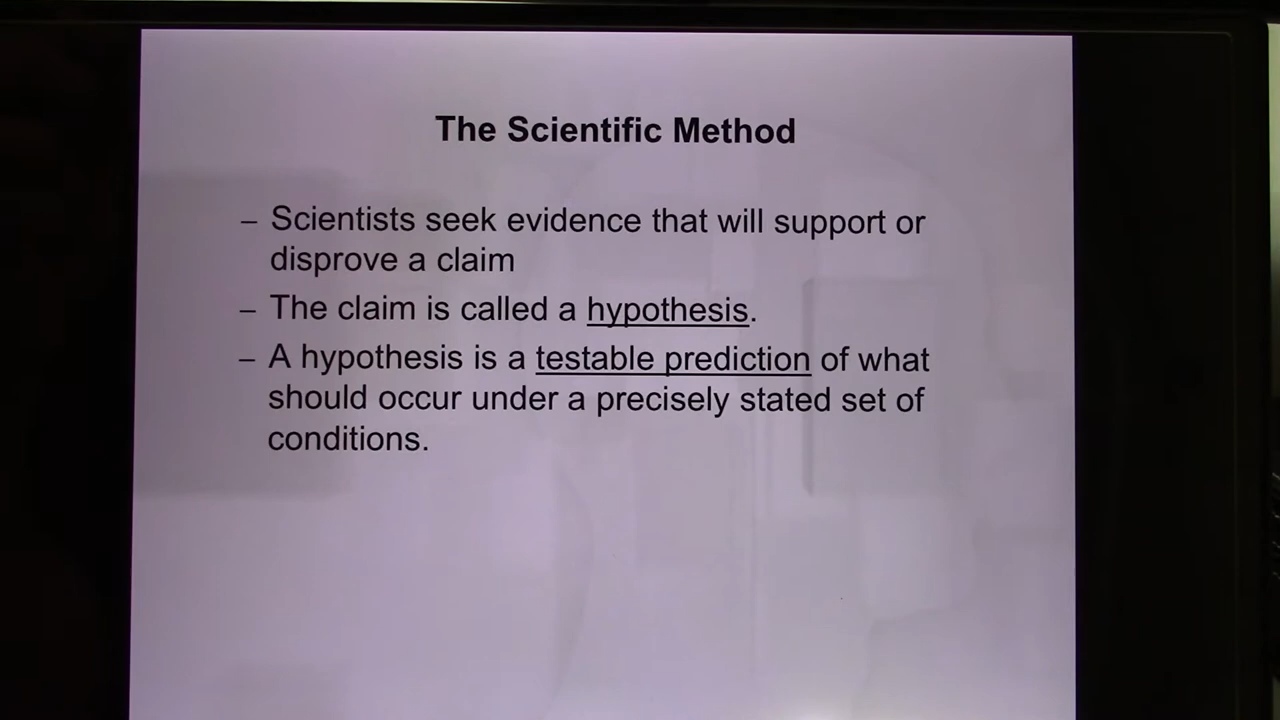 The Scientific Method
– Scientists seek evidence that will support or
disprove a claim
– The claim is called a hypothesis.
– A hypothesis is a testable prediction of what
should occur under a precisely stated set of
conditions.